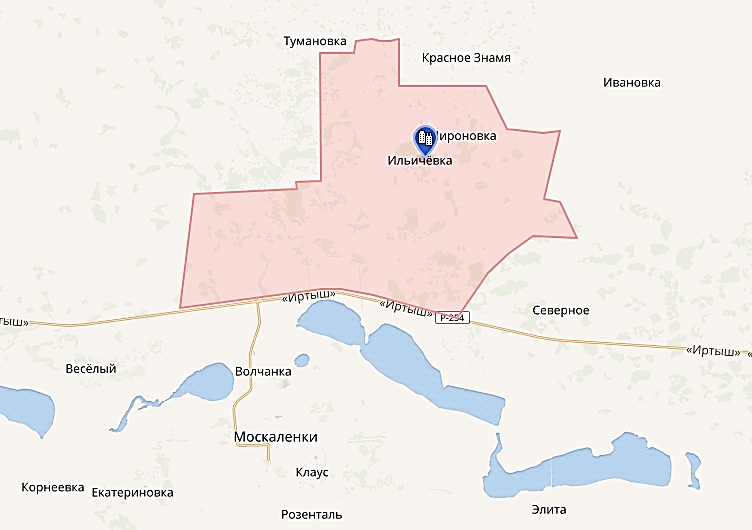 Тумановка
Красное Знамя
Ивановка
Мироновка
Ильичёвка
«Иртыш»
«Иртыш»
Р-254
Северное
«Иртыш»
Весёлый
Волчанка
Москаленки
Клаус
Корнеевка
Екатериновка
Розенталь
Элита